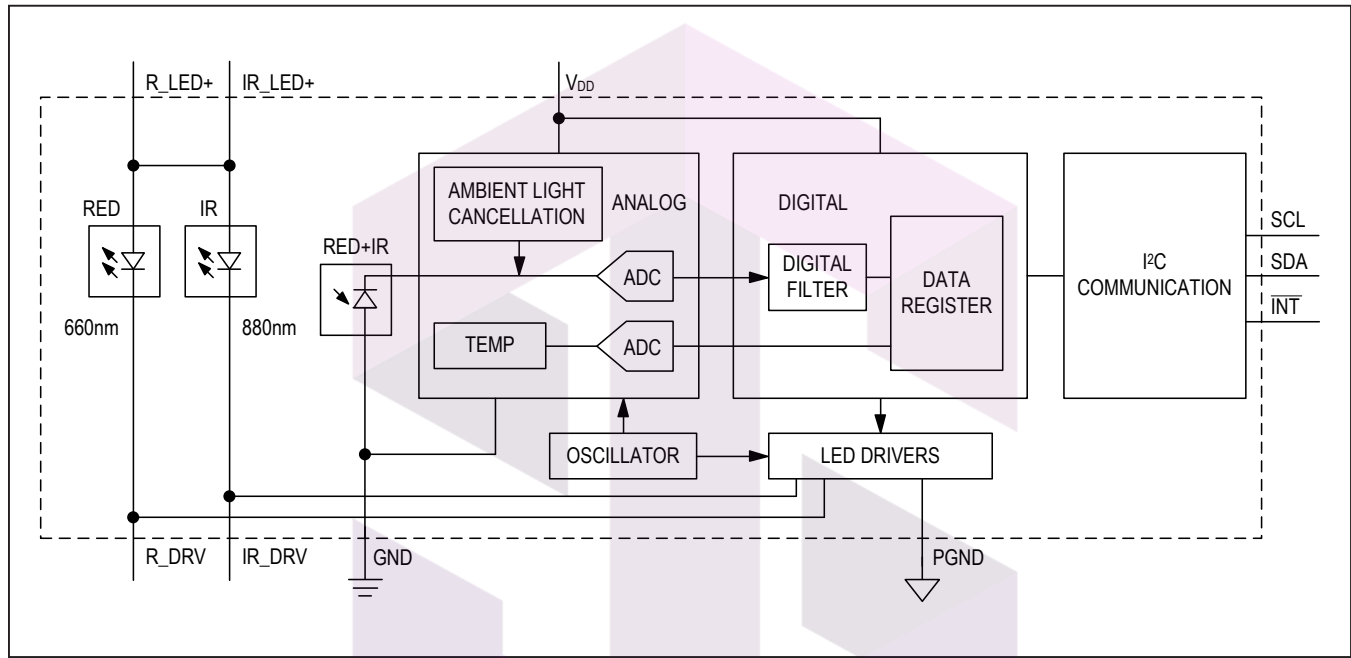 R_LED+
IR_LED+
VDD
RED
IR
660nm
880nm
RED+IR
AMBIENT LIGHT
CANCELLATION
ANALOG
ADC
TEMP
ADC
DIGITAL
DIGITAL
FILTER
DATA
REGISTER
I²C
COMMUNICATION
SCL
SDA
INT
OSCILLATOR
LED DRIVERS
R_DRV
IR_DRV
GND
PGND